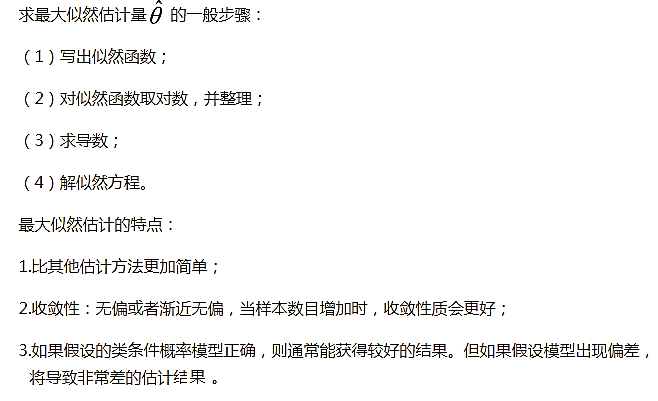 求最大似然估计量 θ̂ 的一般步骤：
（1）写出似然函数；
（2）对似然函数取对数，并整理；
（3）求导数；
（4）解似然方程。
最大似然估计的特点：
1.比其他估计方法更加简单；
2.收敛性：无偏或者渐近无偏，当样本数目增加时，收敛性质会更好；
3.如果假设的类条件概率模型正确，则通常能获得较好的结果。但如果假设模型出现偏差，
将导致非常差的估计结果。